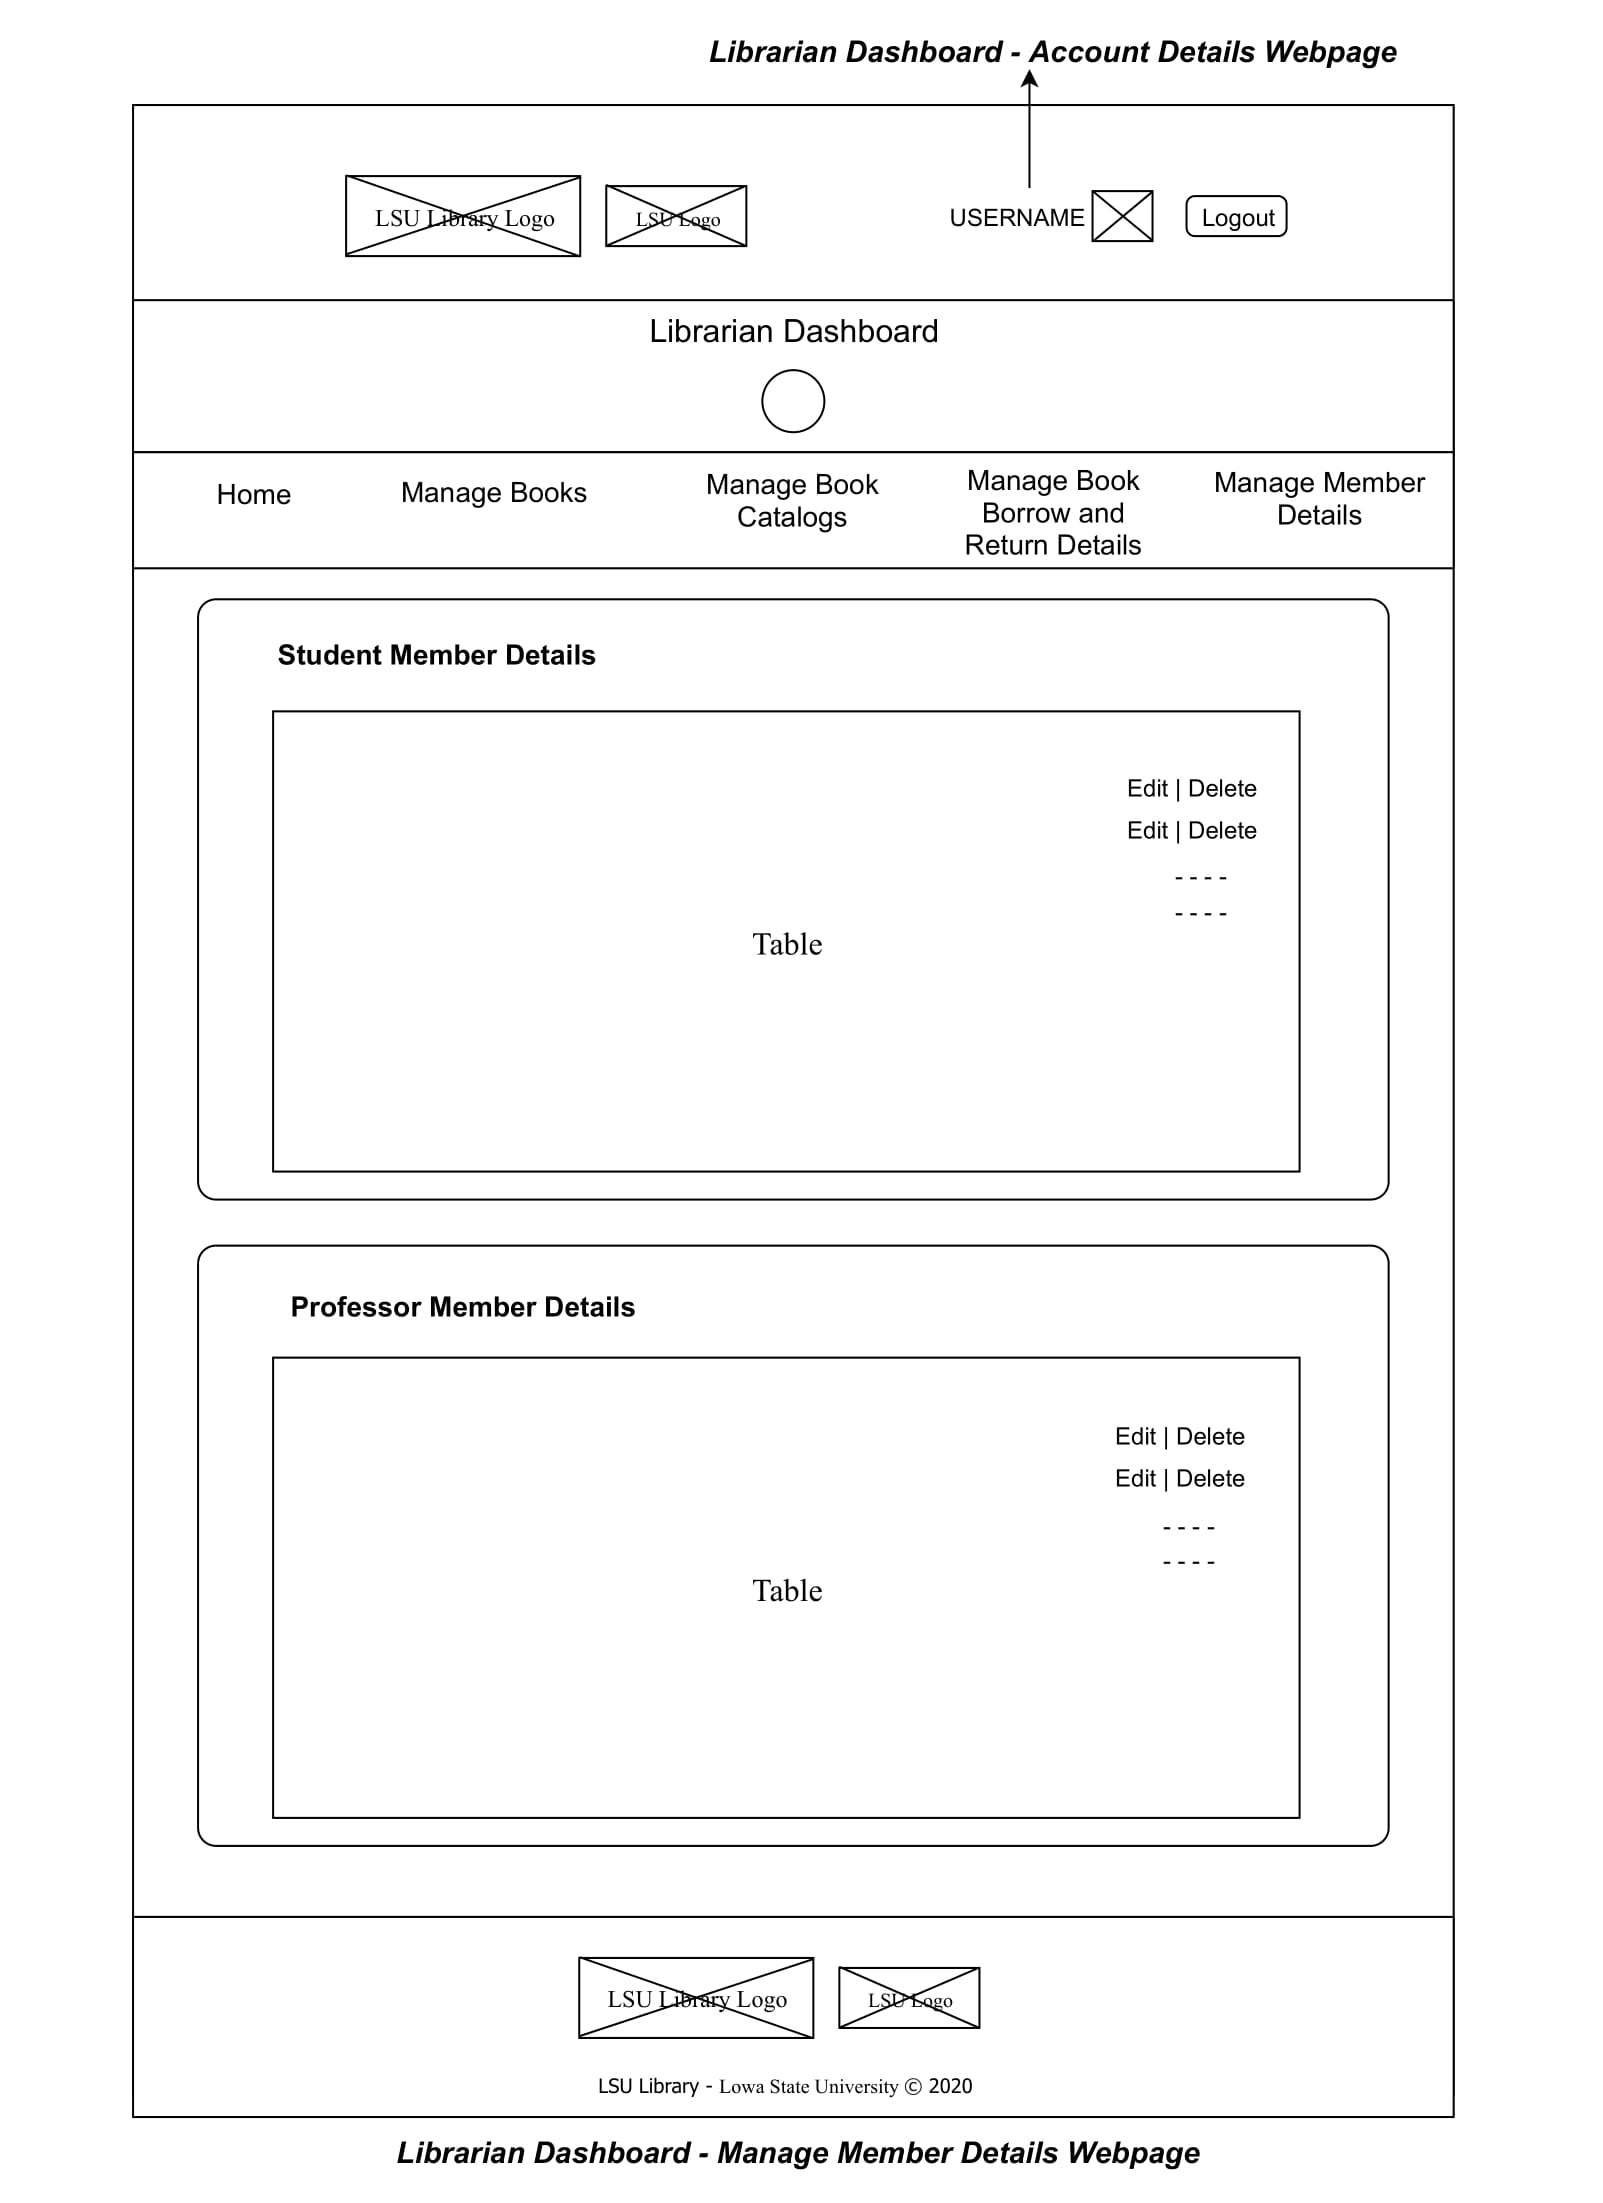 Librarian Dashboard - Account Details Webpage
LSU Library Logo
LSU Logo
USERNAME
Logout
Librarian Dashboard
Home
Manage Books
Manage Book
Catalogs
Manage Book
Borrow and
Return Details
Manage Member
Details
Student Member Details
Edit | Delete
Edit | Delete
- - - -
- - - -
Table
Professor Member Details
Edit | Delete
Edit | Delete
- - - -
- - - -
Table
LSU Library Logo
LSU Logo
LSU Library - Lowa State University © 2020
Librarian Dashboard - Manage Member Details Webpage